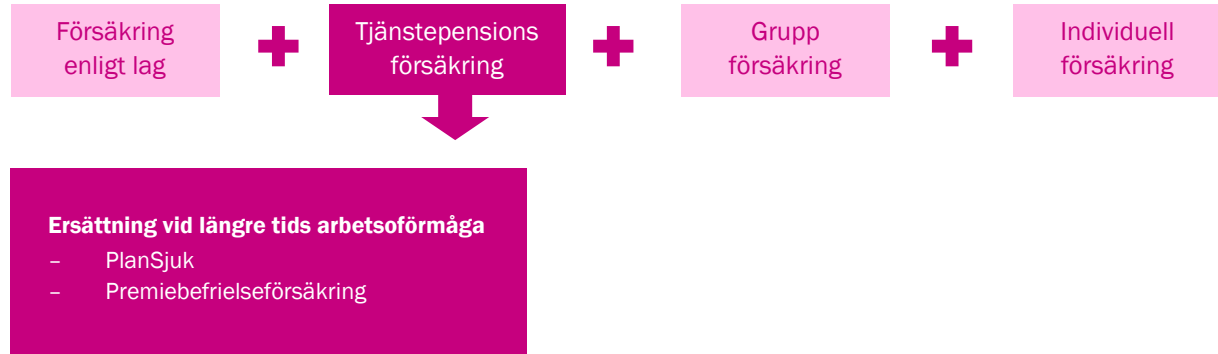 Försäkring
enligt lag
Tjänstepensions
försäkring
Grupp
försäkring
Individuell
försäkring
Ersättning vid längre tids arbetsoförmåga
– PlanSjuk
– Premiebefrielseförsäkring